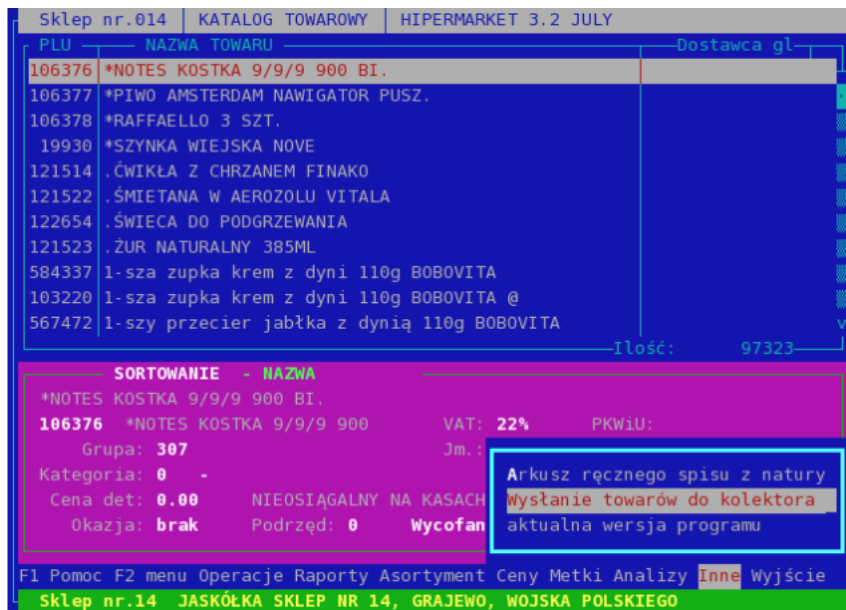 Sklep nr.014 KATALOG TOWAROWY HIPERMARKET 3.2 JULY
PLU NAZWA TOWARU Dostawca gl
106376 *NOTES KOSTKA 9/9/9 900 BI.
106377 *PIWO AMSTERDAM NAWIGATOR PUSZ.
106378 *RAFFAELLO 3 SZT.
19930 *SZYNKA WIEJSKA NOVE
121514 .ĆWIKŁA Z CHRZANEM FINAKO
121522 .ŚMIETANA W AEROZOLU VITALA
122654 .ŚWIECA DO PODGRZEWANIA
121523 .ŻUR NATURALNY 385ML
584337 1-sza zupka krem z dyni 110g BOBOVITA
103220 1-sza zupka krem z dyni 110g BOBOVITA @
567472 1-szy przecier jabłka z dynią 110g BOBOVITA
Ilość: 97323
SORTOWANIE - NAZWA
*NOTES KOSTKA 9/9/9 900 BI.
106376 *NOTES KOSTKA 9/9/9 900 VAT: 22% PKWiU:
Grupa: 307 Jm.:
Kategoria: 0 -
Cena det: 0.00 NIEOSIĄGALNY NA KASACH
Okazja: brak Podrzęd: 0 Wycofan
Arkusz ręcznego spisu z natury
Wysłanie towarów do kolektora
aktualna wersja programu
F1 Pomoc F2 menu Operacje Raporty Asortyment Ceny Metki Analizy Inne Wyjście
Sklep nr.14 JASKÓŁKA SKLEP NR 14, GRAJEWO, WOJSKA POLSKIEGO